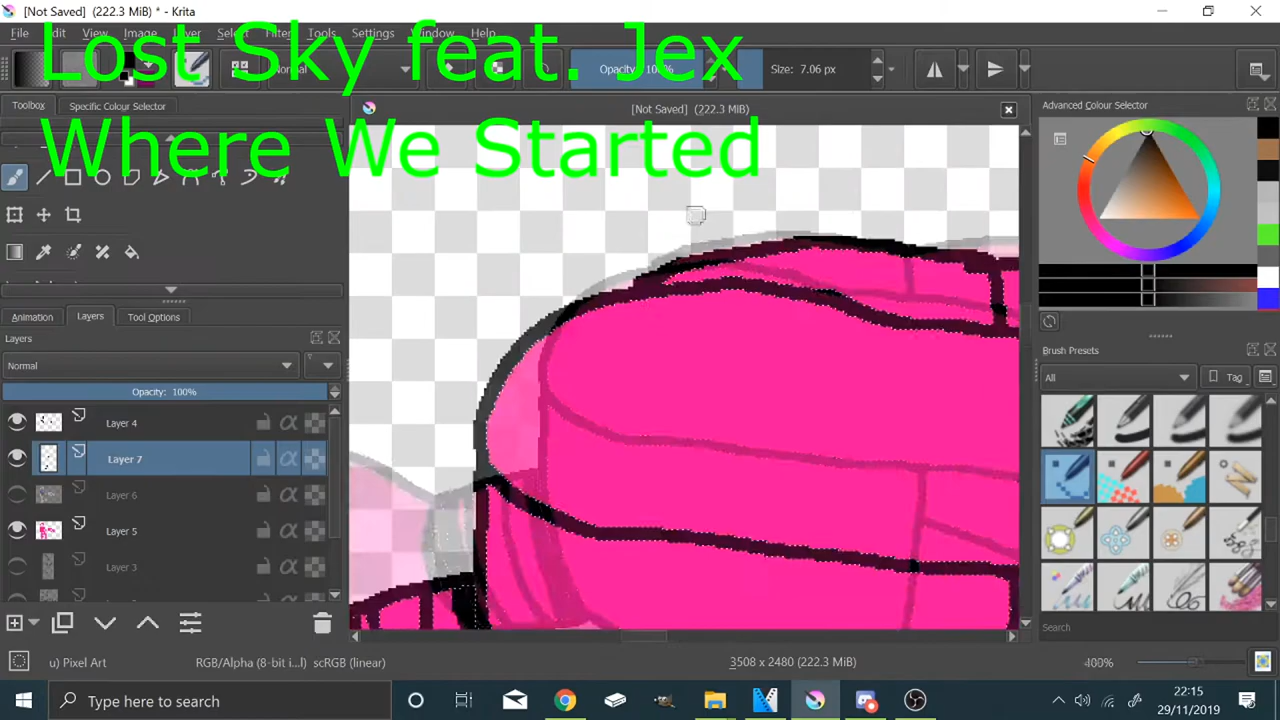 [Not Saved] (222.3 MiB) * - Krita
Edit View Image Layer Select Filter Tools Settings Window Help
Lost Sky feat. Jex
Where We Started
Normal
Opacity: 100%
Size: 7.06 px
Toolbox
Specific Colour Selector
[Not Saved] (222.3 MiB)
Advanced Colour Selector
Animation
Layers
Tool Options
Layers
Normal
Opacity: 100%
Layer 4
Layer 7
Layer 6
Layer 5
Layer 3
Brush Presets
All
Tag
Search
u) Pixel Art
RGB/Alpha (8-bit i...) scRGB (linear)
3508 x 2480 (222.3 MiB)
400%
Type here to search
22:15
29/11/2019